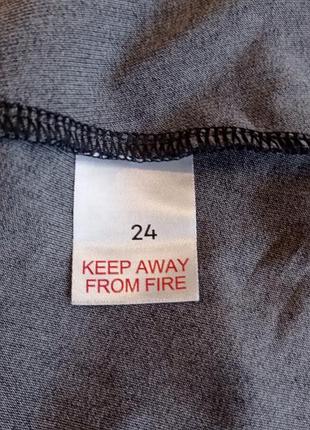 24
KEEP AWAY
FROM FIRE